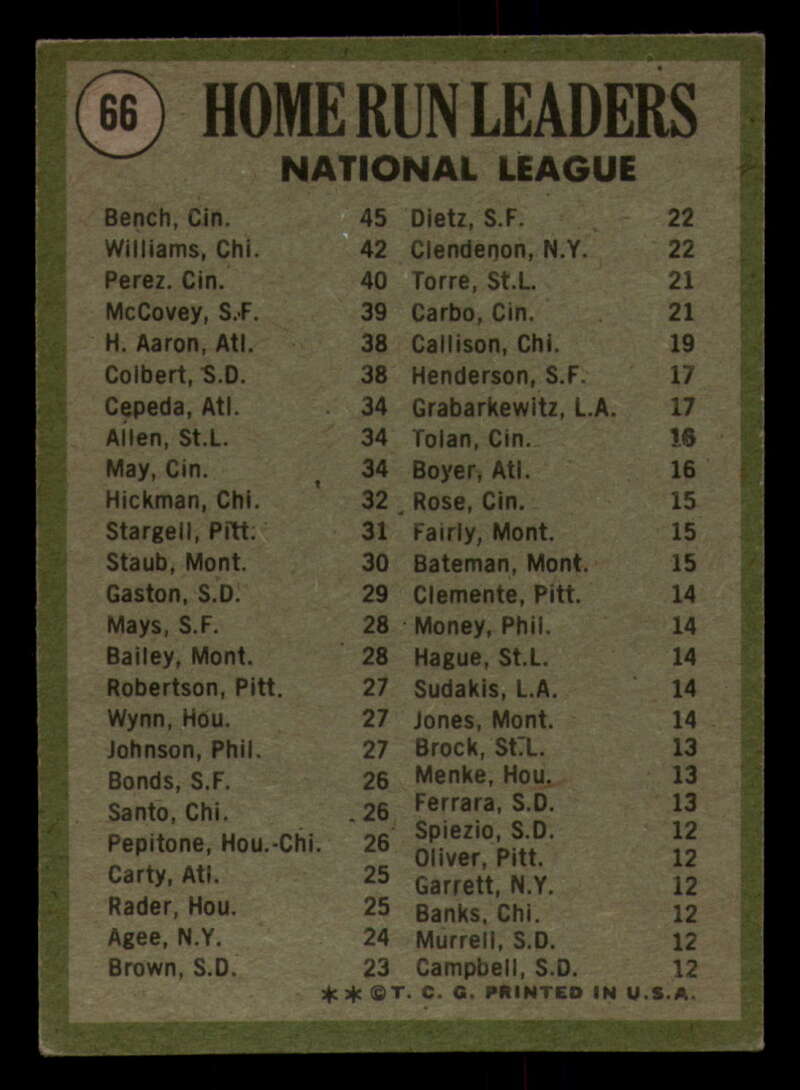 66
HOME RUN LEADERS
NATIONAL LEAGUE
Bench, Cin. 45
Williams, Chi. 42
Perez. Cin. 40
McCovey, S.F. 39
H. Aaron, Atl. 38
Colbert, S.D. 38
Cepeda, Atl. 34
Allen, St.L. 34
May, Cin. 34
Hickman, Chi. 32
Stargell, Pitt. 31
Staub, Mont. 30
Gaston, S.D. 29
Mays, S.F. 28
Bailey, Mont. 28
Robertson, Pitt. 27
Wynn, Hou. 27
Johnson, Phil. 27
Bonds, S.F. 26
Santo, Chi. 26
Pepitone, Hou.-Chi. 26
Carty, Atl. 25
Rader, Hou. 25
Agee, N.Y. 24
Brown, S.D. 23
Dietz, S.F. 22
Clendenon, N.Y. 22
Torre, St.L. 21
Carbo, Cin. 21
Callison, Chi. 19
Henderson, S.F. 17
Grabarkewitz, L.A. 17
Tolan, Cin. 16
Boyer, Atl. 16
Rose, Cin. 15
Fairly, Mont. 15
Bateman, Mont. 15
Clemente, Pitt. 14
Money, Phil. 14
Hague, St.L. 14
Sudakis, L.A. 14
Jones, Mont. 14
Brock, St.L. 13
Menke, Hou. 13
Ferrara, S.D. 13
Spiezio, S.D. 12
Oliver, Pitt. 12
Garrett, N.Y. 12
Banks, Chi. 12
Murrell, S.D. 12
Campbell, S.D. 12
**©T. C. G. PRINTED IN U.S.A.